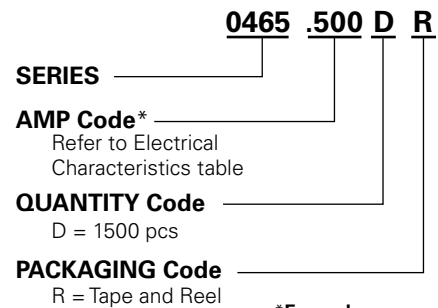 0465 .500 D R
SERIES
AMP Code*
Refer to Electrical
Characteristics table
QUANTITY Code
D = 1500 pcs
PACKAGING Code
R = Tape and Reel